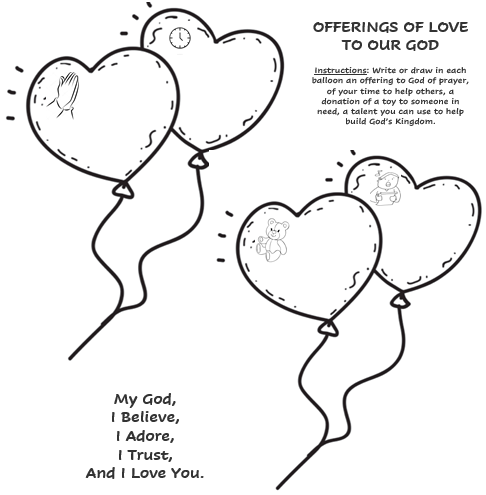 OFFERINGS OF LOVE
TO OUR GOD
Instructions: Write or draw in each
balloon an offering to God of prayer,
of your time to help others, a
donation of a toy to someone in
need, a talent you can use to help
build God's Kingdom.
My God,
I Believe,
I Adore,
I Trust,
And I Love You.